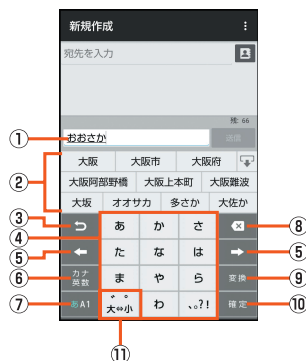 新規作成
宛先を入力
残: 66
① おおさか 送信
② 大阪 大阪市 大阪府
大阪阿部野橋 大阪上本町 大阪難波
大坂 オオサカ 多さか 大佐か
③ ④ あ か さ ⑧
⑤ た な は ⑤
⑥ カナ英数 ま や ら 変換 ⑨
⑦ あA1 大⇔小 わ 、。?! 確定 ⑩
⑪